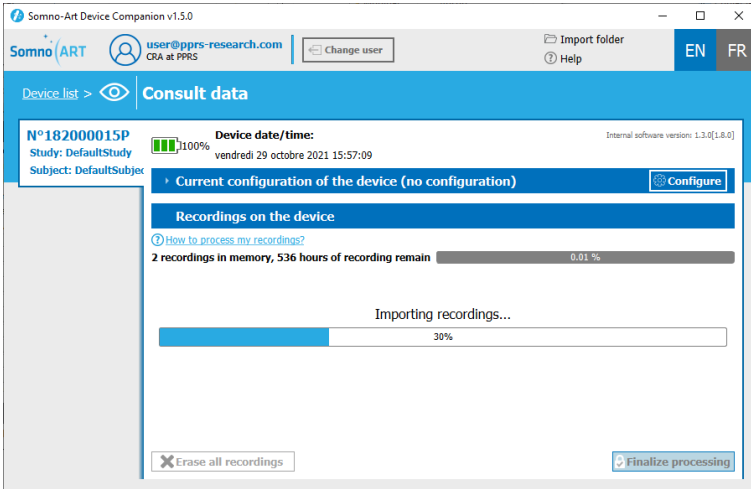 Somno-Art Device Companion v1.5.0
Somno ART
user@pprs-research.com
CRA at PPRS
Change user
Import folder
Help
EN
FR
Device list >
Consult data
N°182000015P
Study: DefaultStudy
Subject: DefaultSubjec
100%
Device date/time:
vendredi 29 octobre 2021 15:57:09
Internal software version: 1.3.0[1.8.0]
Current configuration of the device (no configuration)
Configure
Recordings on the device
? How to process my recordings?
2 recordings in memory, 536 hours of recording remain
0.01 %
Importing recordings...
30%
Erase all recordings
Finalize processing